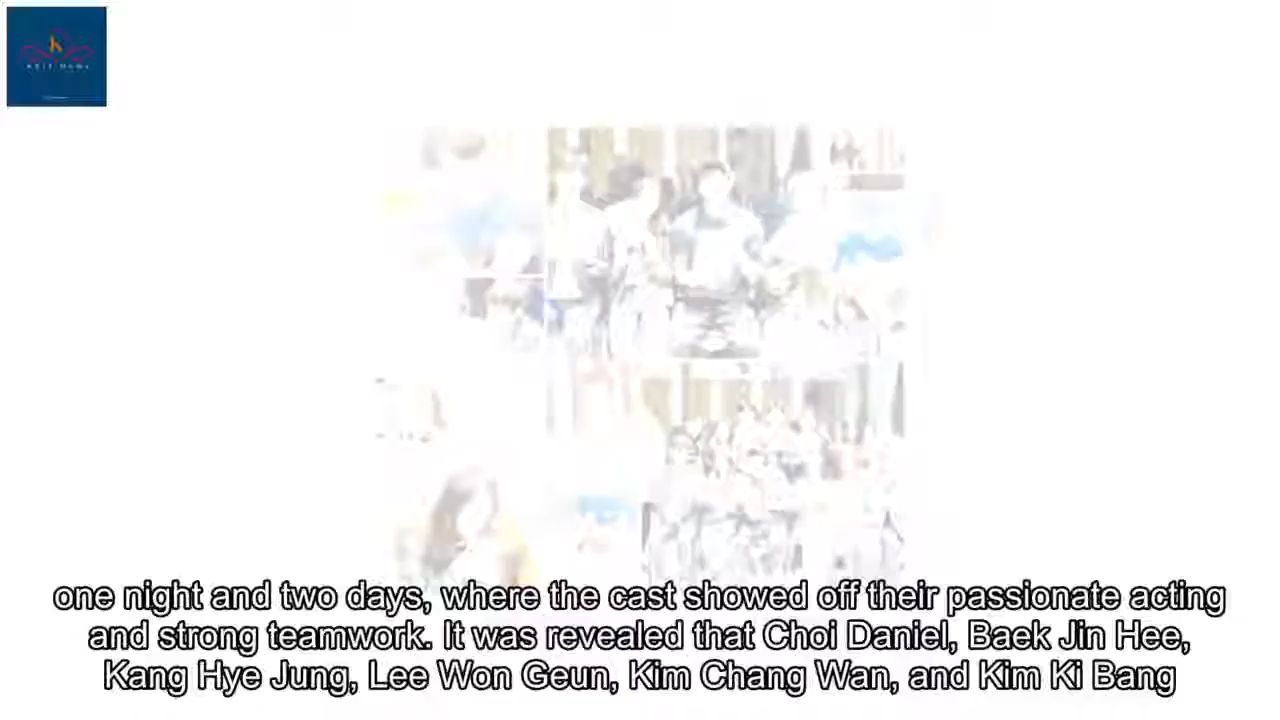 K
one night and two days, where the cast showed off their passionate acting
and strong teamwork. It was revealed that Choi Daniel, Baek Jin Hee,
Kang Hye Jung, Lee Won Geun, Kim Chang Wan, and Kim Ki Bang